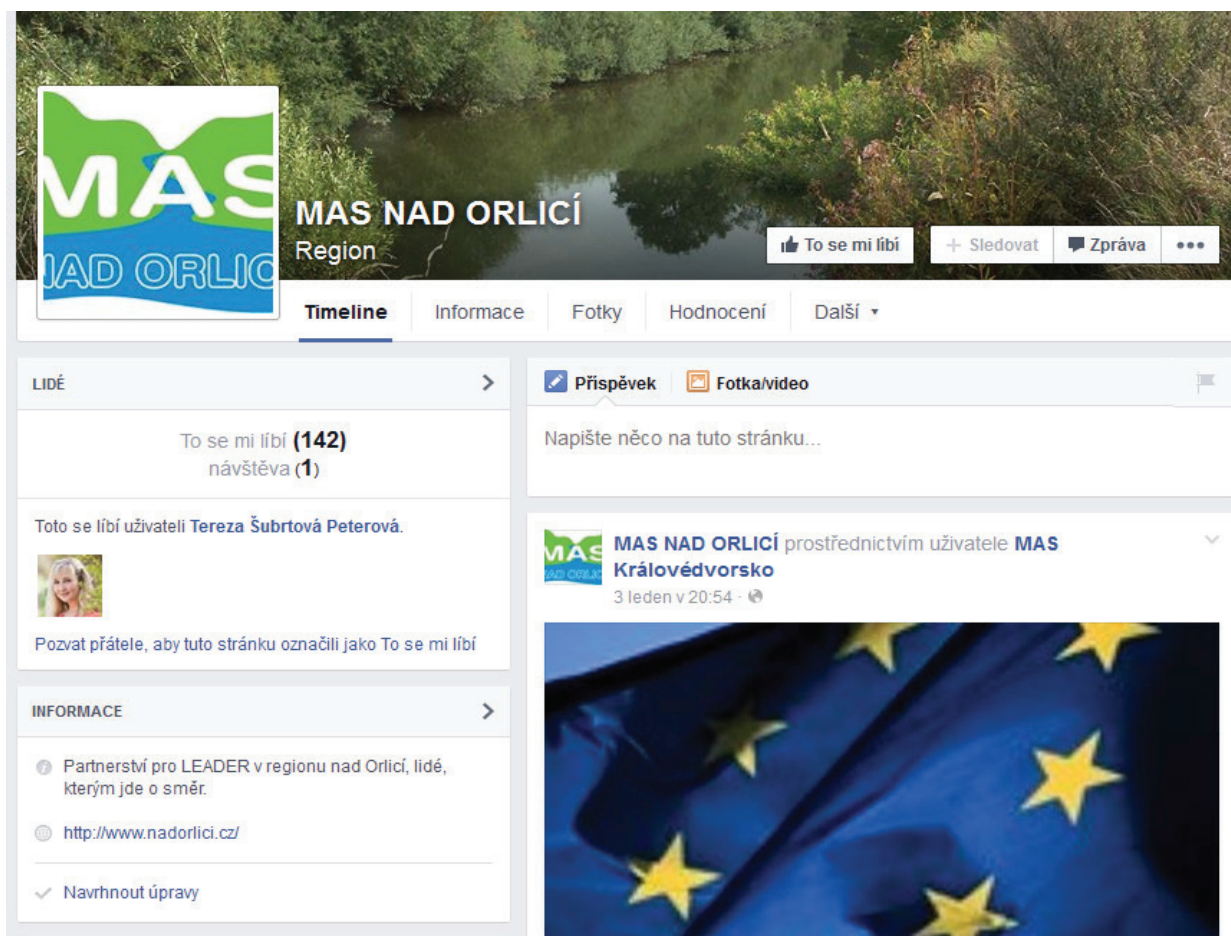 MAS
NAD ORLIC
MAS NAD ORLICÍ
Region
To se mi líbí
+ Sledovat
Zpráva
Timeline
Informace
Fotky
Hodnocení
Další
LIDÉ
To se mi líbí (142)
návštěva (1)
Toto se líbí uživateli Tereza Šubrtová Peterová.
Pozvat přátele, aby tuto stránku označili jako To se mi líbí
INFORMACE
Partnerství pro LEADER v regionu nad Orlicí, lidé,
kterým jde o směr.
http://www.nadorlici.cz/
Navrhnout úpravy
Příspěvek
Fotka/video
Napište něco na tuto stránku...
MAS
NAD ORLIC
MAS NAD ORLICÍ prostřednictvím uživatele MAS
Královédvorsko
3 leden v 20:54 ·